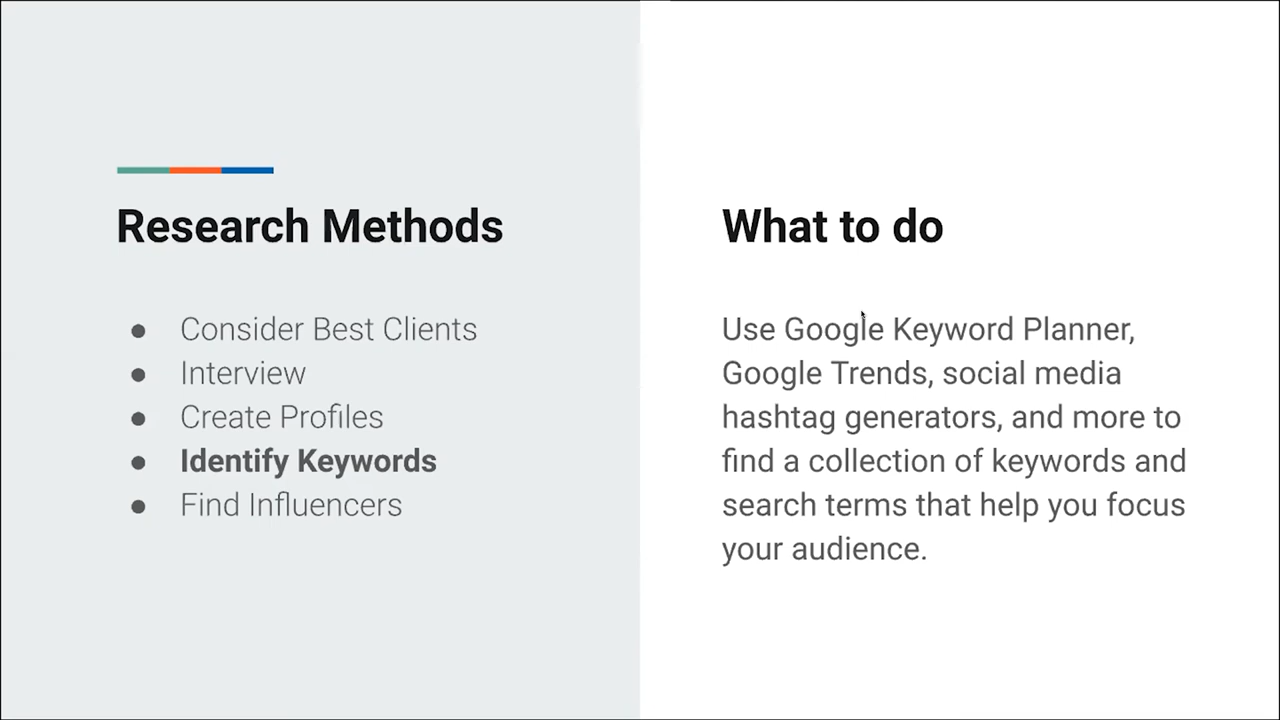 Research Methods
● Consider Best Clients
● Interview
● Create Profiles
● Identify Keywords
● Find Influencers
What to do
Use Google Keyword Planner,
Google Trends, social media
hashtag generators, and more to
find a collection of keywords and
search terms that help you focus
your audience.